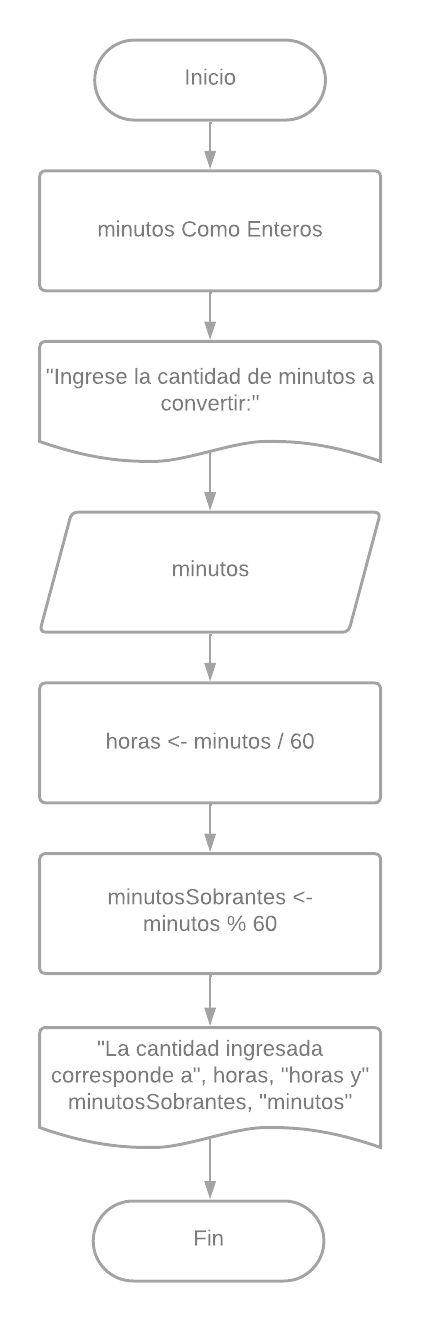 Inicio
minutos Como Enteros
"Ingrese la cantidad de minutos a
convertir:"
minutos
horas <- minutos / 60
minutosSobrantes <-
minutos % 60
"La cantidad ingresada
corresponde a", horas, "horas y"
minutosSobrantes, "minutos"
Fin